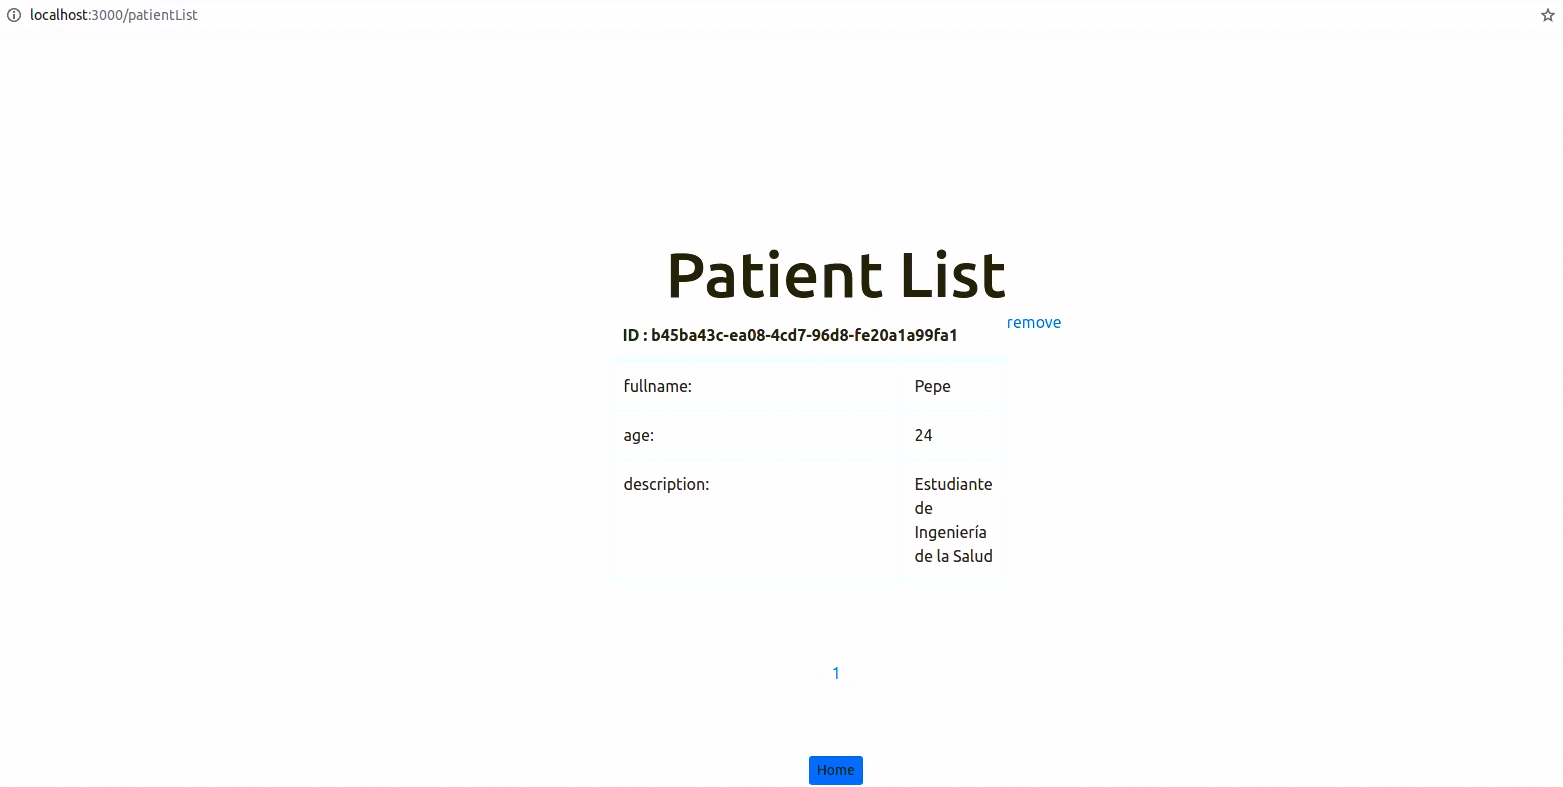 localhost:3000/patientList
Patient List
ID : b45ba43c-ea08-4cd7-96d8-fe20a1a99fa1
remove
fullname: Pepe
age: 24
description: Estudiante
de
Ingeniería
de la Salud
1
Home